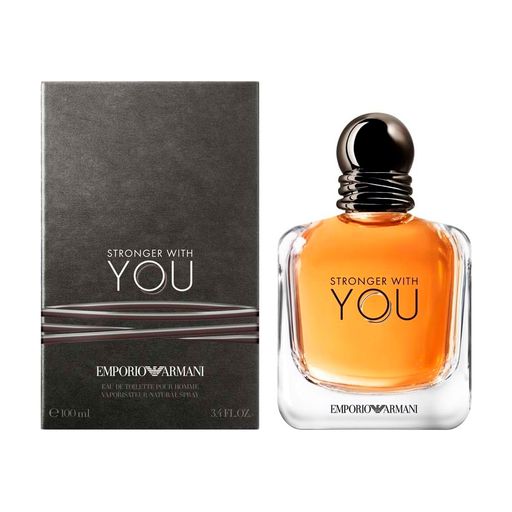 STRONGER WITH
YOU
EMPORIO ARMANI
EAU DE TOILETTE POUR HOMME
VAPORISATEUR NATURAL SPRAY
℮ 100 ml 3.4 FL.OZ.
STRONGER WITH
YOU
EMPORIO ARMANI